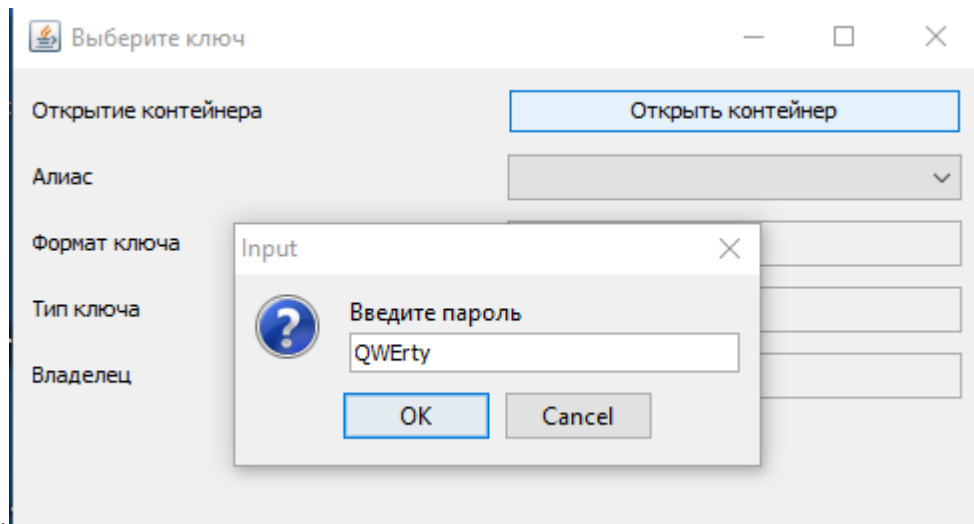 Выберите ключ
Открытие контейнера
Открыть контейнер
Алиас
Формат ключа
Тип ключа
Владелец
Input
Введите пароль
QWErty
OK
Cancel